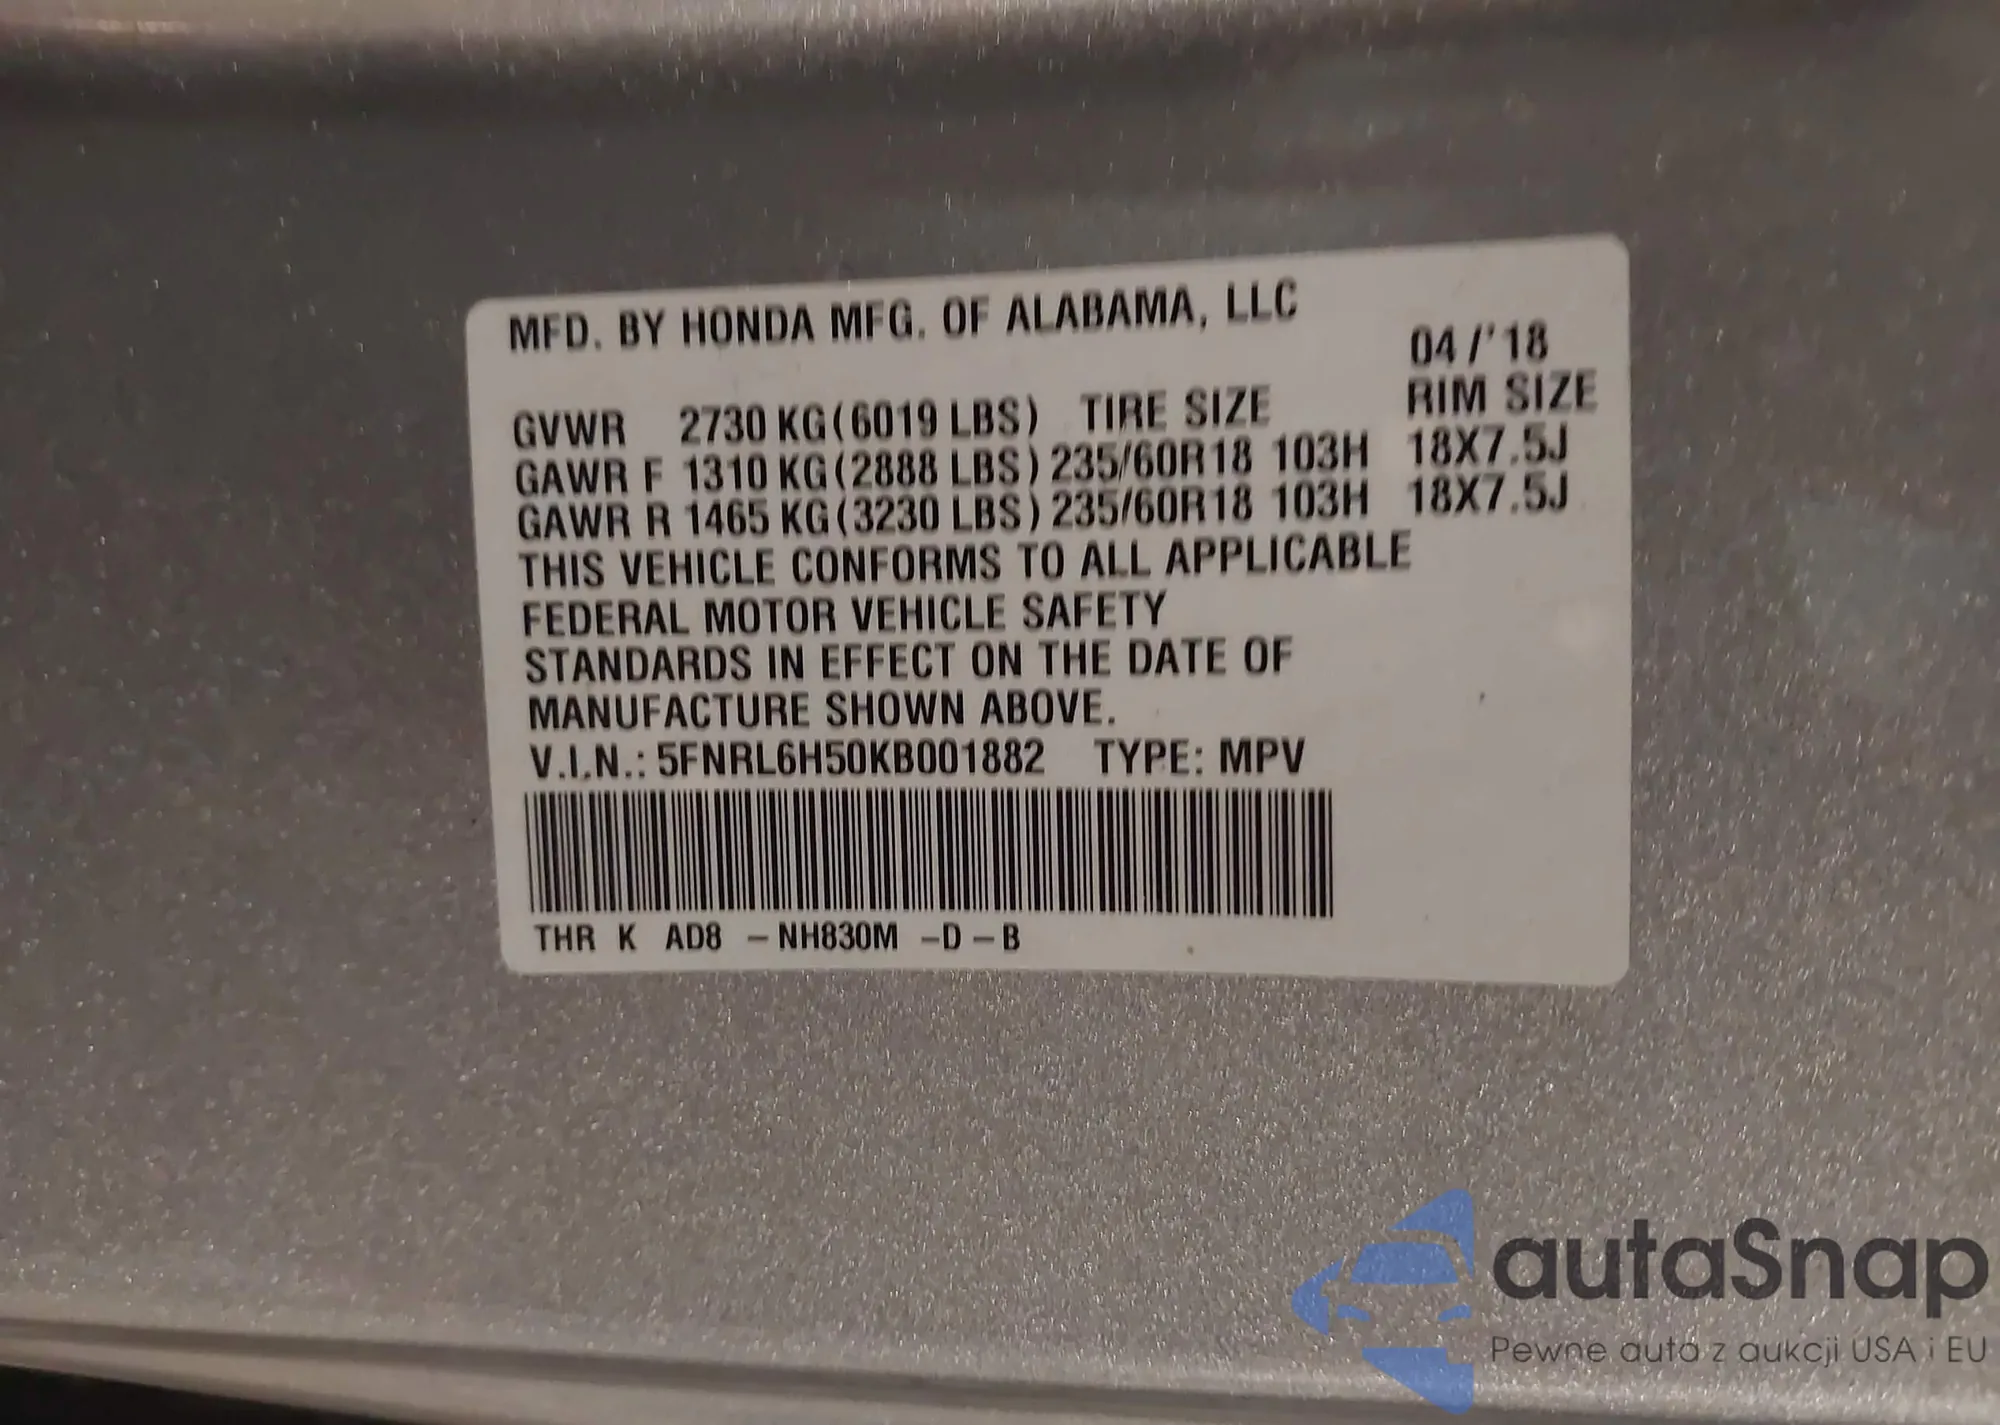 MFD. BY HONDA MFG. OF ALABAMA, LLC
04/'18
GVWR 2730 KG(6019 LBS) TIRE SIZE RIM SIZE
GAWR F 1310 KG(2888 LBS) 235/60R18 103H 18X7.5J
GAWR R 1465 KG(3230 LBS) 235/60R18 103H 18X7.5J
THIS VEHICLE CONFORMS TO ALL APPLICABLE
FEDERAL MOTOR VEHICLE SAFETY
STANDARDS IN EFFECT ON THE DATE OF
MANUFACTURE SHOWN ABOVE.
V.I.N.: 5FNRL6H50KB001882 TYPE: MPV
THR K AD8 -NH830M -D-B
autaSnap
Pewne auta z aukcji USA i EU